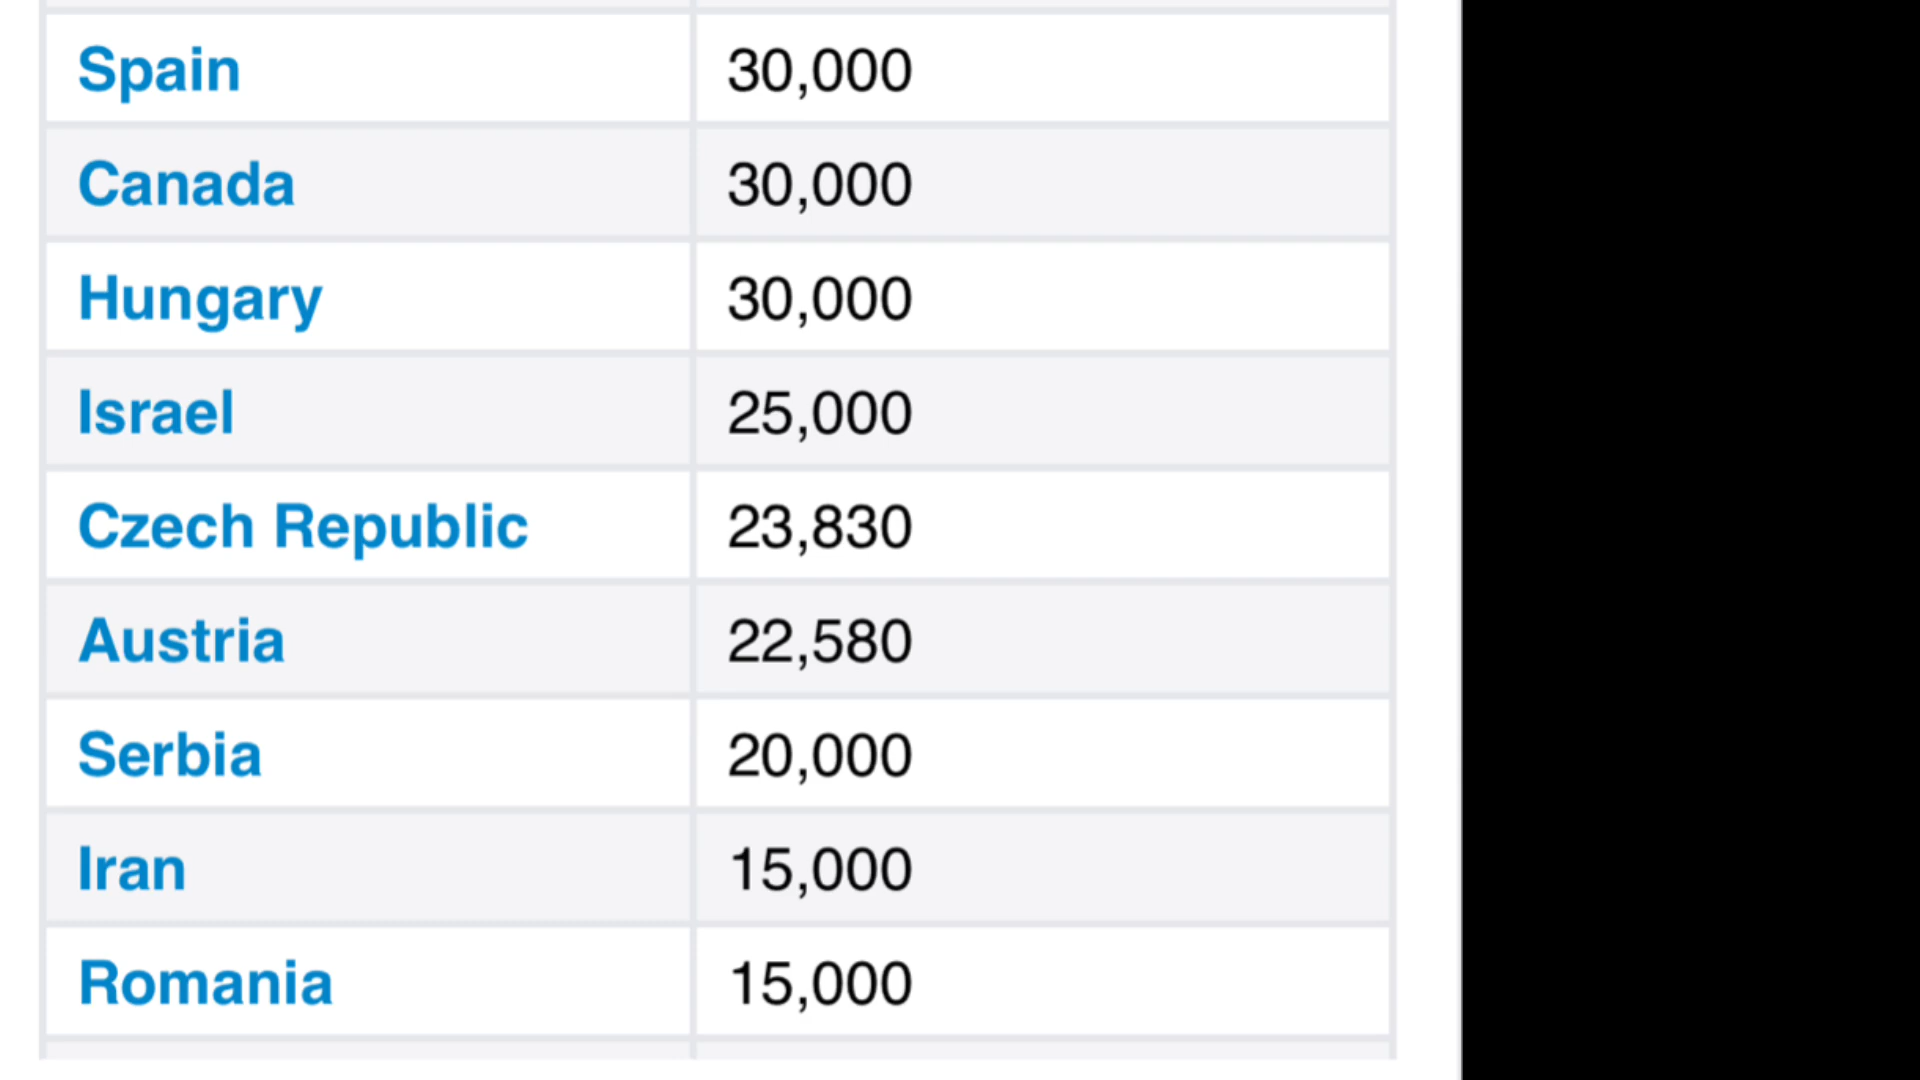 Spain 30,000
Canada 30,000
Hungary 30,000
Israel 25,000
Czech Republic 23,830
Austria 22,580
Serbia 20,000
Iran 15,000
Romania 15,000